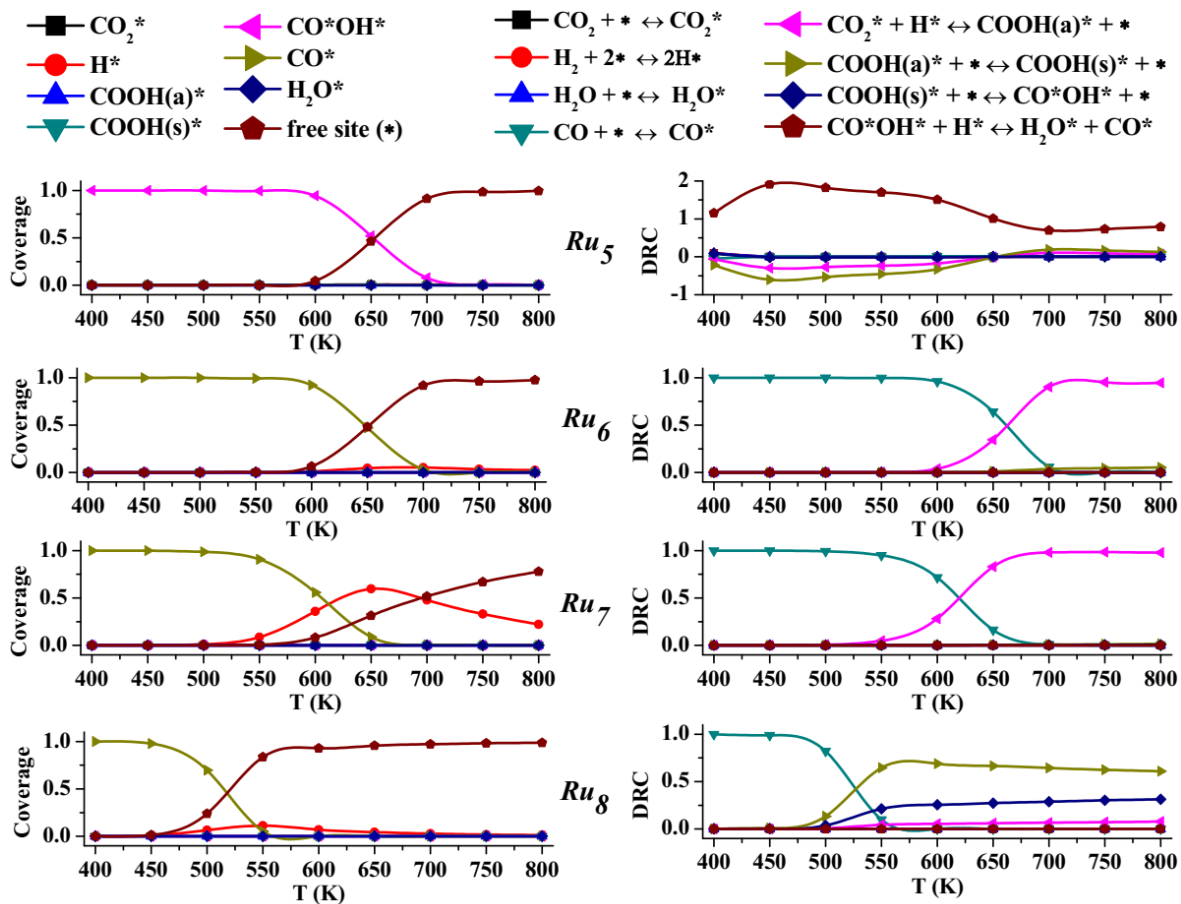 CO₂* CO*OH* CO₂ + * ↔ CO₂* CO₂* + H* ↔ COOH(a)* + *
H* CO* H₂ + 2* ↔ 2H* COOH(a)* + * ↔ COOH(s)* + *
COOH(a)* H₂O* H₂O + * ↔ H₂O* COOH(s)* + * ↔ CO*OH* + *
COOH(s)* free site (*) CO + * ↔ CO* CO*OH* + H* ↔ H₂O* + CO*
Coverage
1.0
0.5
0.0
400 450 500 550 600 650 700 750 800
T (K)
Ru₅
DRC
2
1
0
-1
400 450 500 550 600 650 700 750 800
T (K)
Coverage
1.0
0.5
0.0
400 450 500 550 600 650 700 750 800
T (K)
Ru₆
DRC
1.0
0.5
0.0
400 450 500 550 600 650 700 750 800
T (K)
Coverage
1.0
0.5
0.0
400 450 500 550 600 650 700 750 800
T (K)
Ru₇
DRC
1.0
0.5
0.0
400 450 500 550 600 650 700 750 800
T (K)
Coverage
1.0
0.5
0.0
400 450 500 550 600 650 700 750 800
T (K)
Ru₈
DRC
1.0
0.5
0.0
400 450 500 550 600 650 700 750 800
T (K)